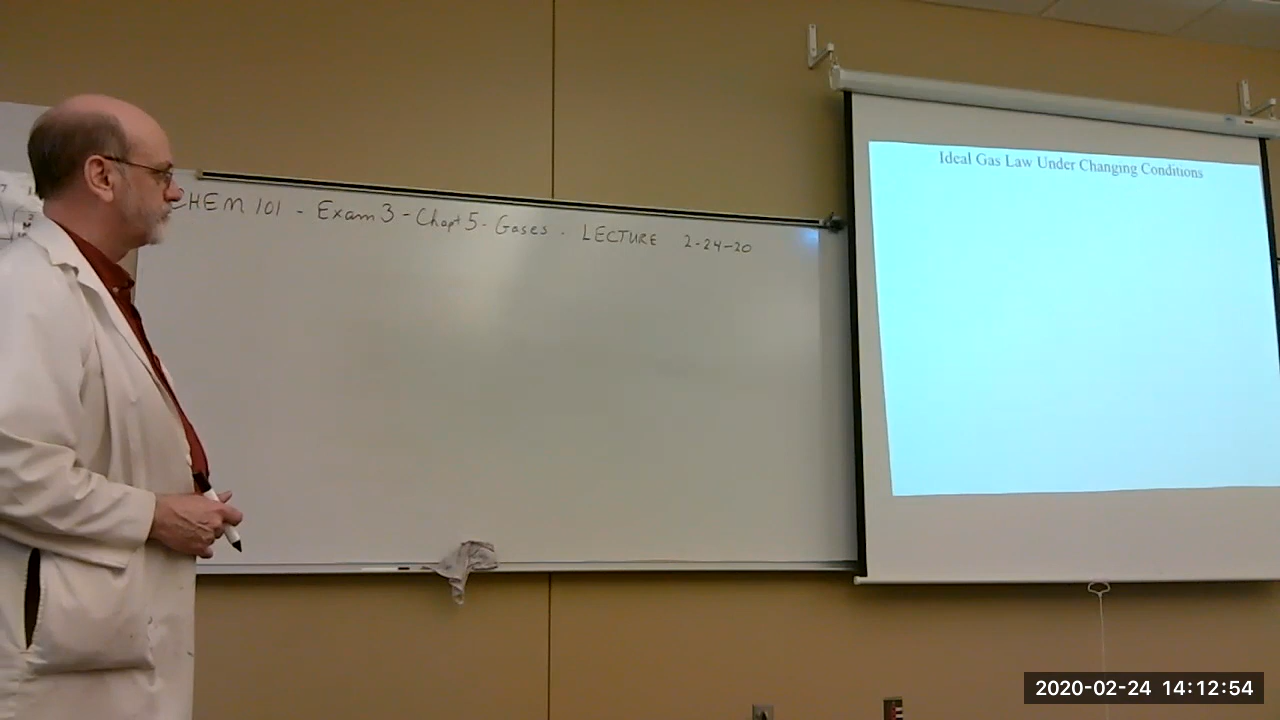 CHEM 101 - Exam 3 - Chapt 5 - Gases - LECTURE 2-24-20
Ideal Gas Law Under Changing Conditions
2020-02-24 14:12:54